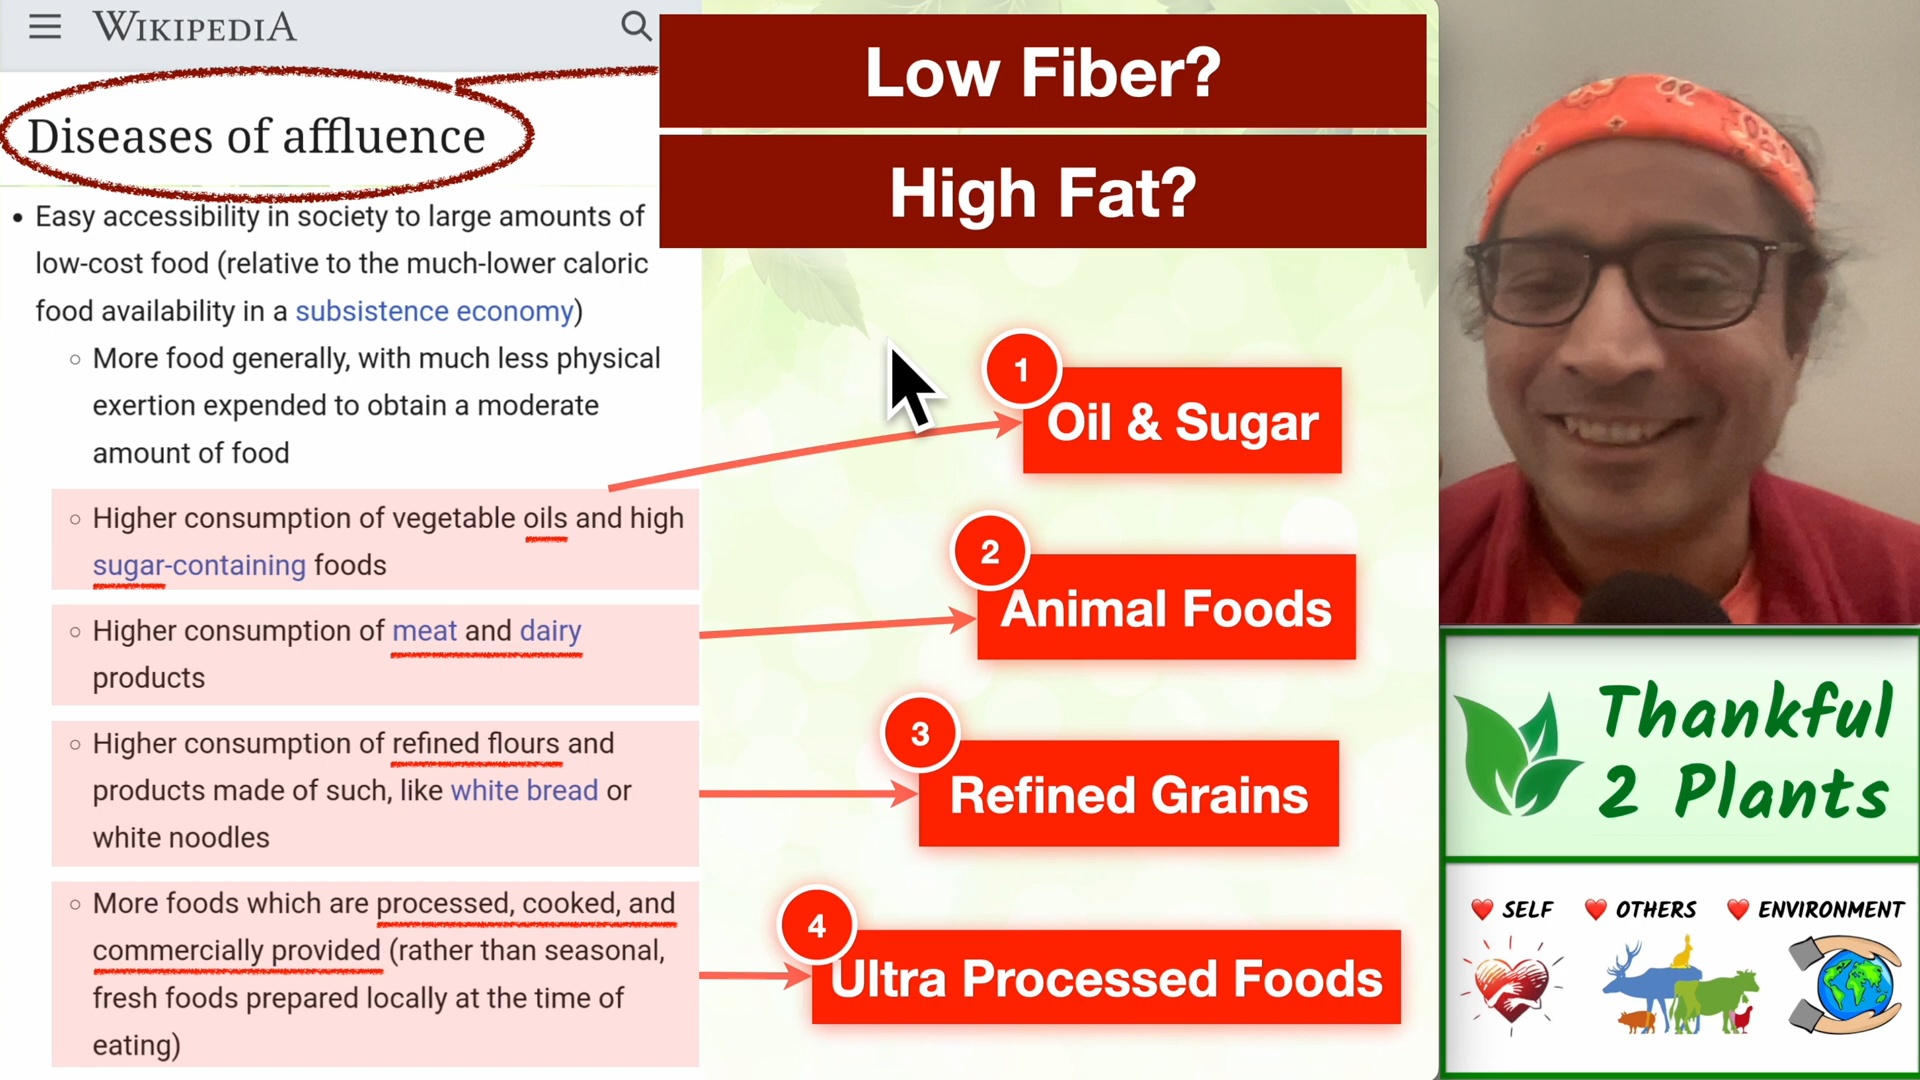 WIKIPEDIA
Diseases of affluence
• Easy accessibility in society to large amounts of
low-cost food (relative to the much-lower caloric
food availability in a subsistence economy)
○ More food generally, with much less physical
exertion expended to obtain a moderate
amount of food
○ Higher consumption of vegetable oils and high
sugar-containing foods
○ Higher consumption of meat and dairy
products
○ Higher consumption of refined flours and
products made of such, like white bread or
white noodles
○ More foods which are processed, cooked, and
commercially provided (rather than seasonal,
fresh foods prepared locally at the time of
eating)
Low Fiber?
High Fat?
1
Oil & Sugar
2
Animal Foods
3
Refined Grains
4
Ultra Processed Foods
Thankful
2 Plants
❤️ SELF ❤️ OTHERS ❤️ ENVIRONMENT